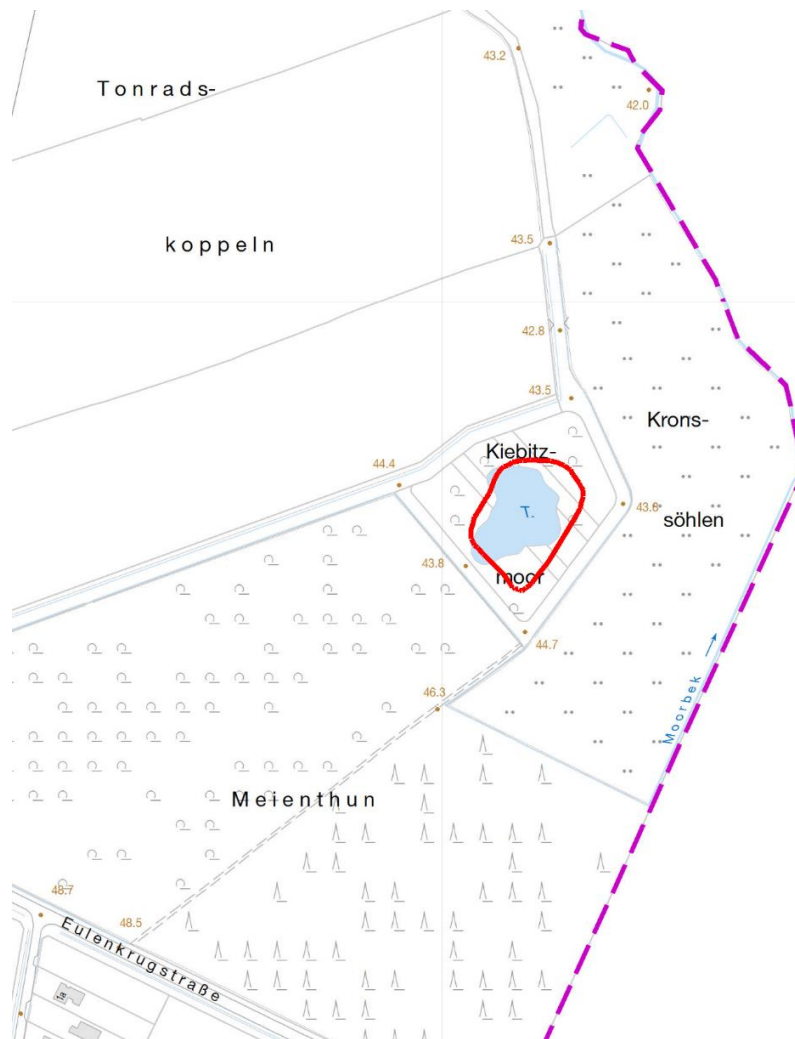 43.2
Tonrads-
42.0
koppeln
43.5
42.8
43.5
Krons-
Kiebitz-
44.4
43.6
T.
söhlen
43.8
moor
44.7
46.3
Moorbek
Meienthun
48.7
48.5
Eulenkrugstraße
1a